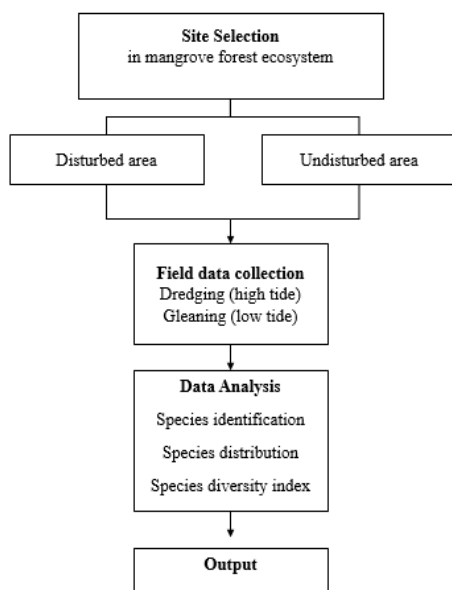 Site Selection
in mangrove forest ecosystem
Disturbed area
Undisturbed area
Field data collection
Dredging (high tide)
Gleaning (low tide)
Data Analysis
Species identification
Species distribution
Species diversity index
Output